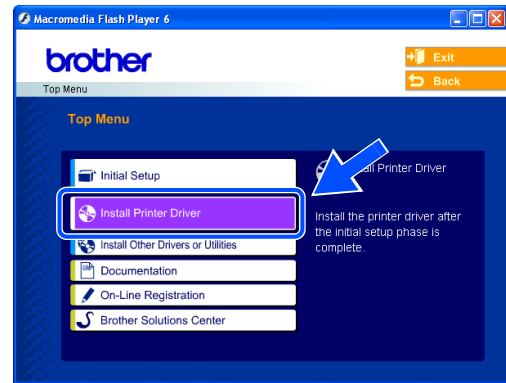 Macromedia Flash Player 6
brother
Exit
Back
Top Menu
Top Menu
Initial Setup
Install Printer Driver
Install Other Drivers or Utilities
Documentation
On-Line Registration
Brother Solutions Center
Printer Driver
Install the printer driver after
the initial setup phase is
complete.